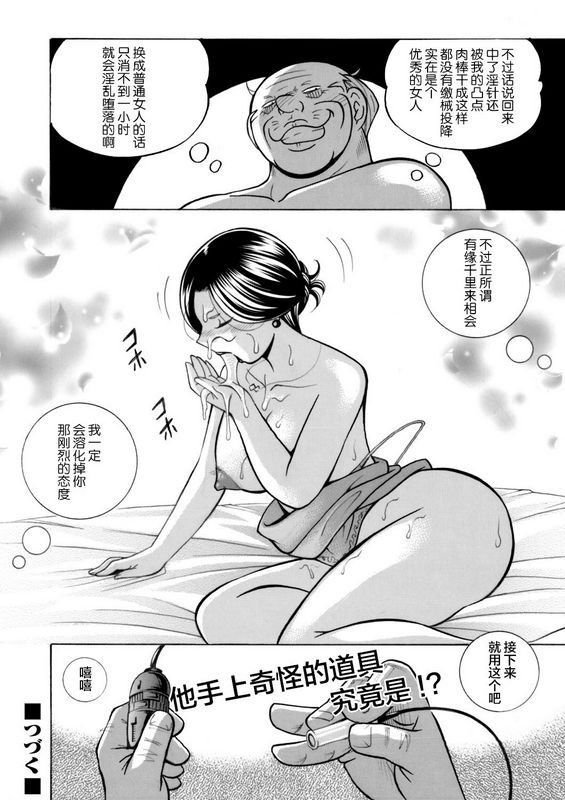 不过话说回来
中了淫针还
被我的凸点
肉棒干成这样
都没有缴械投降
实在是个
优秀的女人
换成普通女人的话
只消不到一小时
就会淫乱堕落的啊
不过正所谓
有缘千里来相会
コホ
コホ
我一定
会溶化掉你
那刚烈的态度
接下来
就用这个吧
他手上奇怪的道具
究竟是!?
嘻嘻
■つづく■